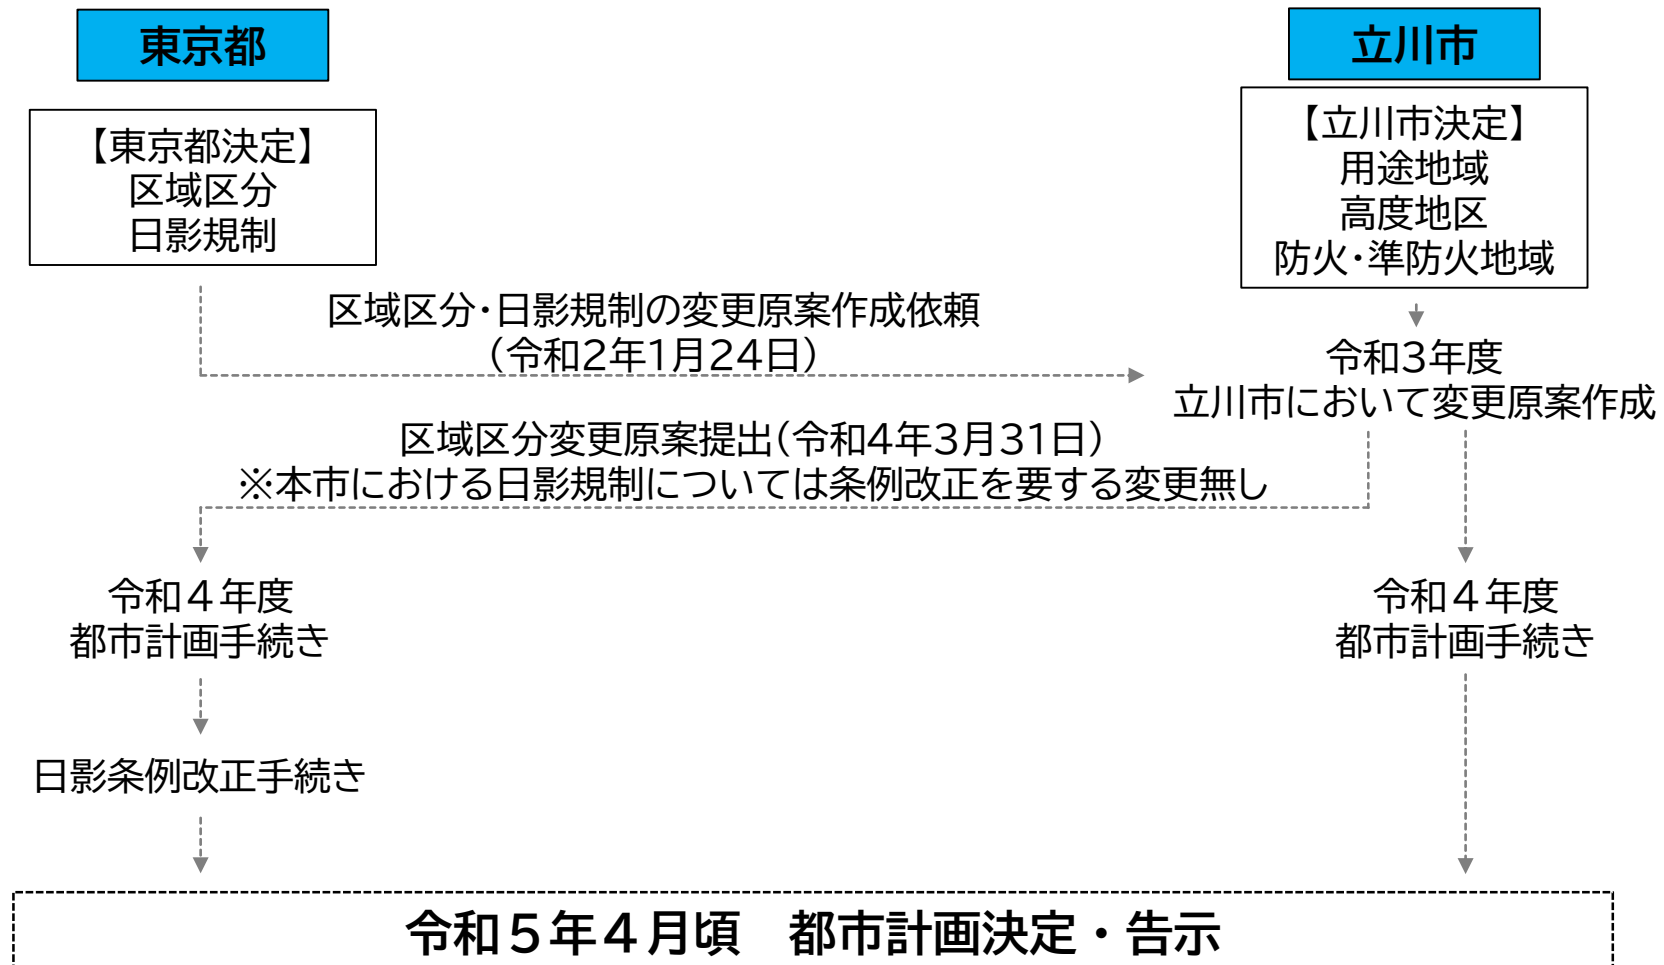 東京都
立川市
【東京都決定】
区域区分
日影規制
【立川市決定】
用途地域
高度地区
防火・準防火地域
区域区分・日影規制の変更原案作成依頼
（令和2年1月24日）
令和3年度
立川市において変更原案作成
区域区分変更原案提出（令和4年3月31日）
※本市における日影規制については条例改正を要する変更無し
令和４年度
都市計画手続き
令和４年度
都市計画手続き
日影条例改正手続き
令和５年４月頃　都市計画決定・告示